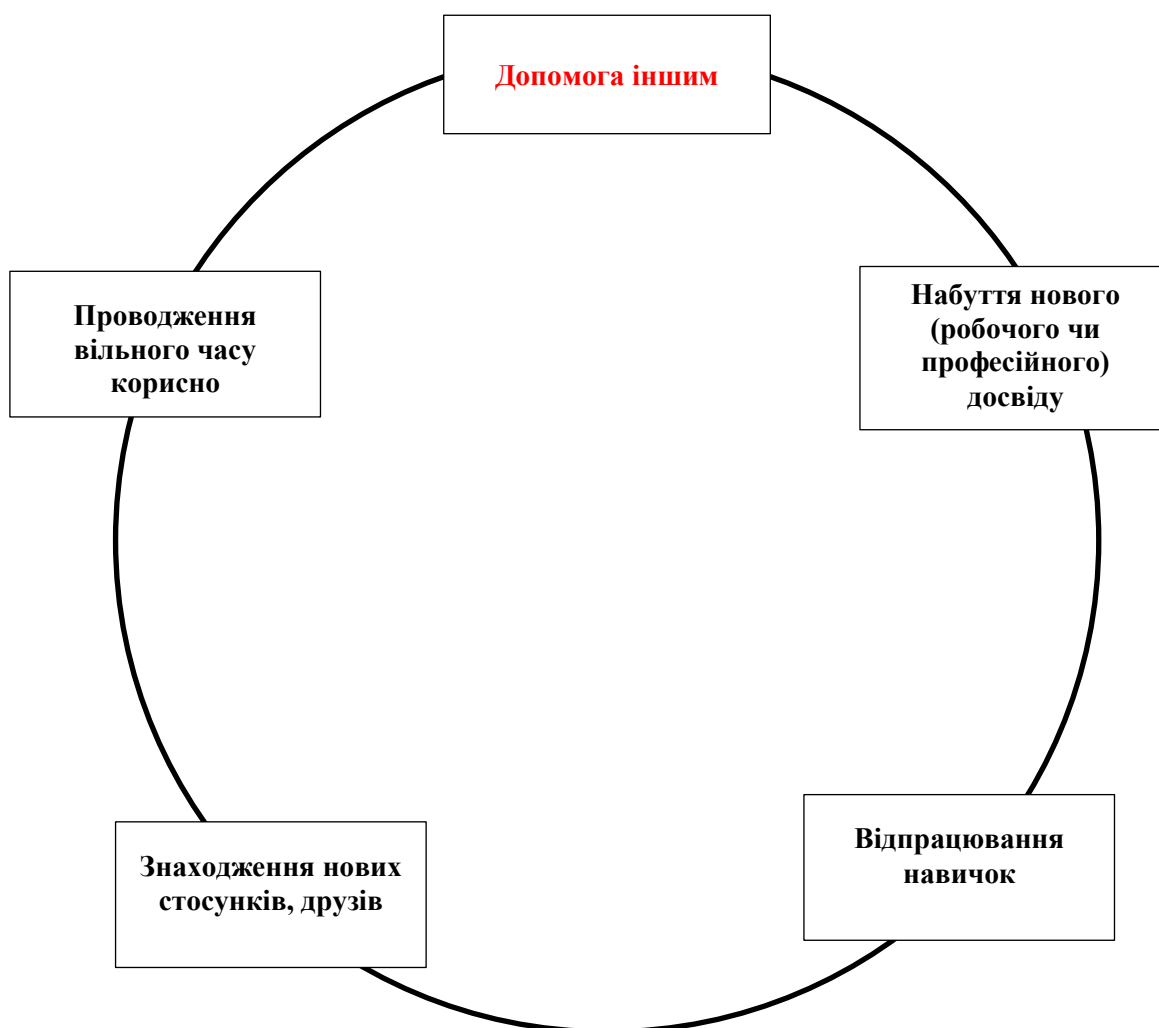 Допомога іншим
Проводження
вільного часу
корисно
Набуття нового
(робочого чи
професійного)
досвіду
Знаходження нових
стосунків, друзів
Відпрацювання
навичок